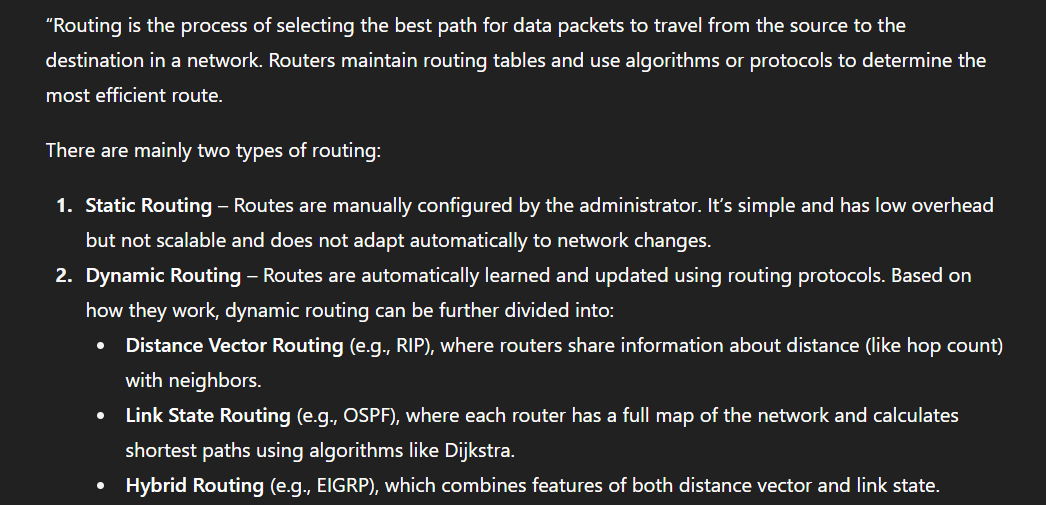 “Routing is the process of selecting the best path for data packets to travel from the source to the
destination in a network. Routers maintain routing tables and use algorithms or protocols to determine the
most efficient route.
There are mainly two types of routing:
1. Static Routing – Routes are manually configured by the administrator. It’s simple and has low overhead
but not scalable and does not adapt automatically to network changes.
2. Dynamic Routing – Routes are automatically learned and updated using routing protocols. Based on
how they work, dynamic routing can be further divided into:
• Distance Vector Routing (e.g., RIP), where routers share information about distance (like hop count)
with neighbors.
• Link State Routing (e.g., OSPF), where each router has a full map of the network and calculates
shortest paths using algorithms like Dijkstra.
• Hybrid Routing (e.g., EIGRP), which combines features of both distance vector and link state.